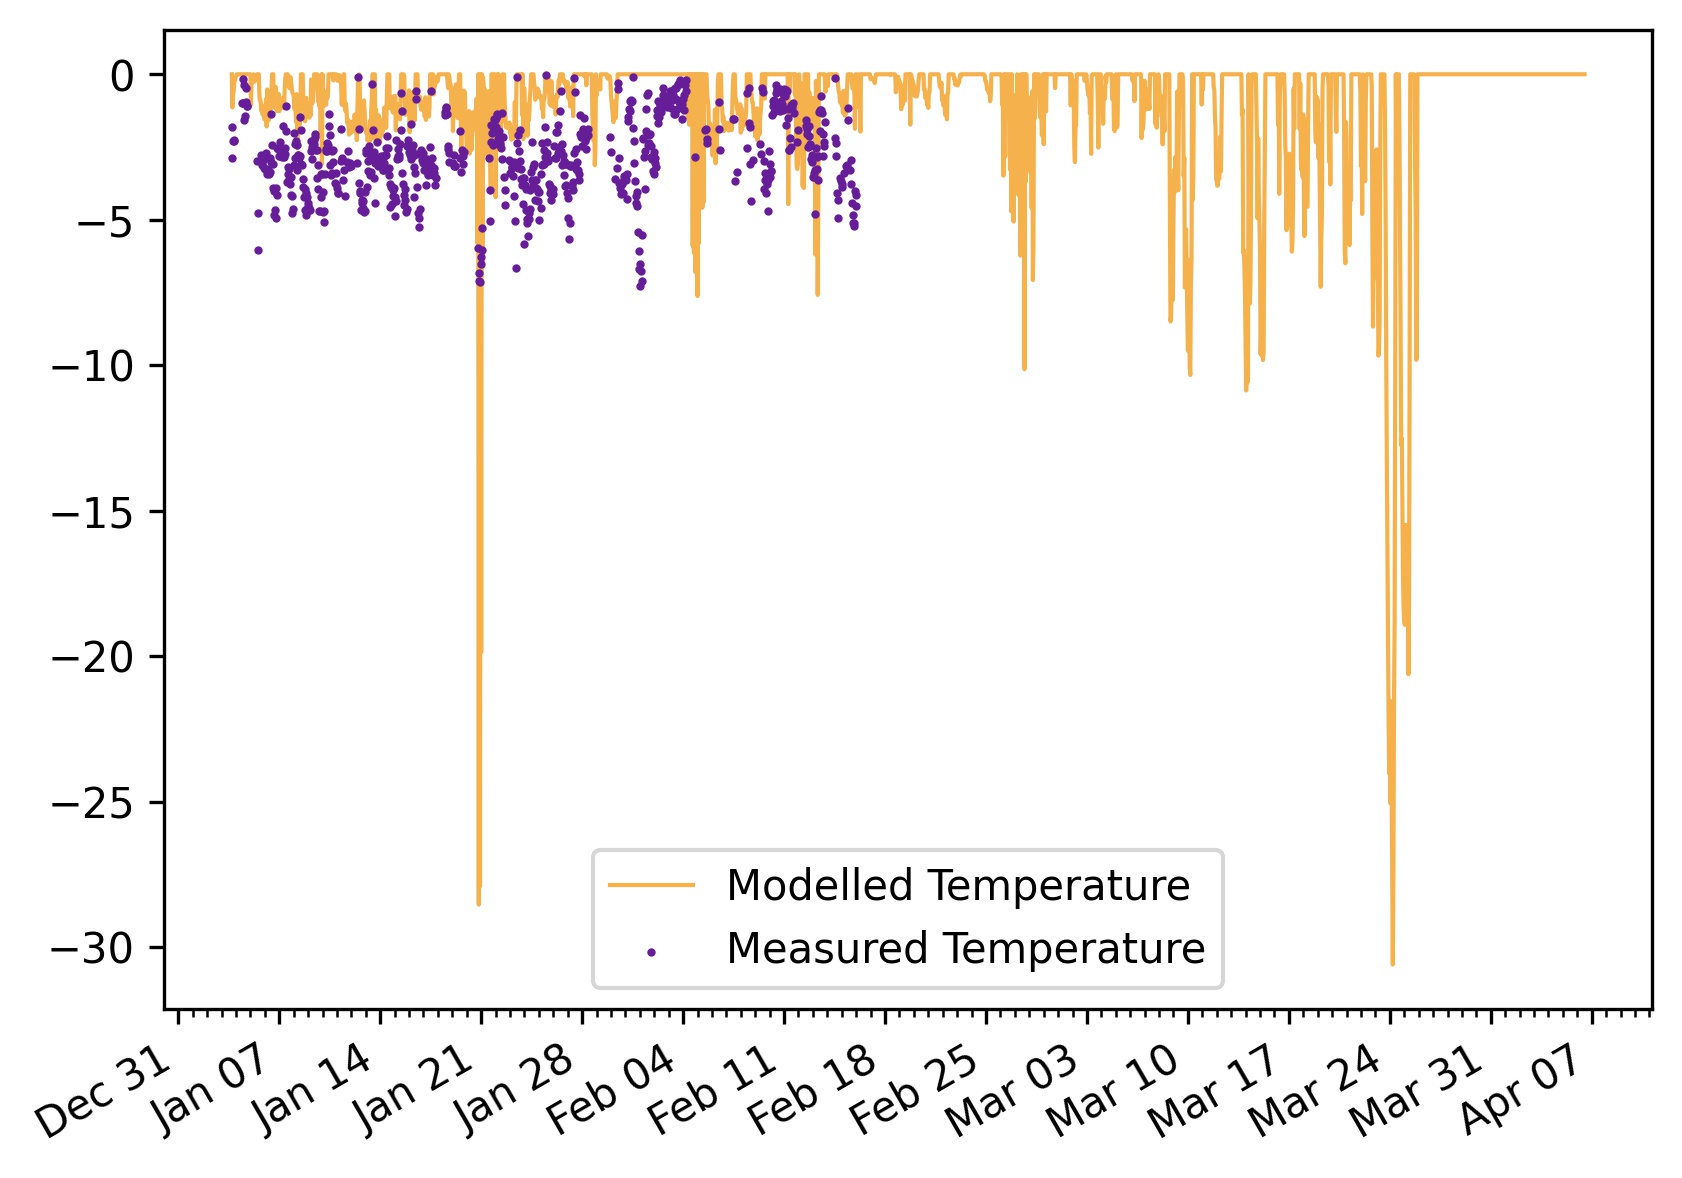 0
−5
−10
−15
−20
−25
−30
Modelled Temperature
Measured Temperature
Dec 31
Jan 07
Jan 14
Jan 21
Jan 28
Feb 04
Feb 11
Feb 18
Feb 25
Mar 03
Mar 10
Mar 17
Mar 24
Mar 31
Apr 07